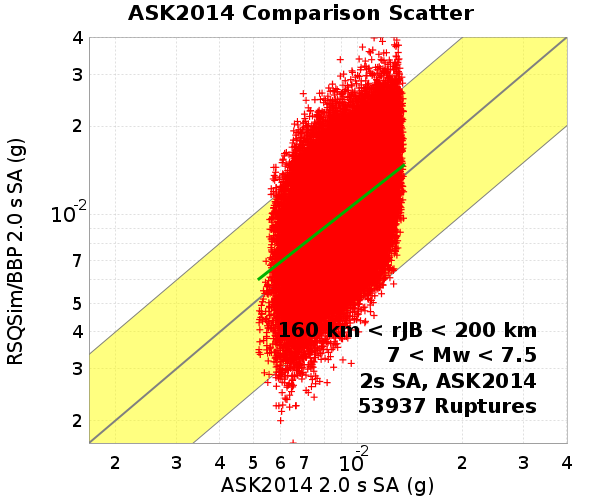 ASK2014 Comparison Scatter
RSQSim/BBP 2.0 s SA (g)
4
3
2
10-2
7
5
4
3
2
160 km < rJB < 200 km
7 < Mw < 7.5
2s SA, ASK2014
53937 Ruptures
2 3 4 5 6 7 10-2 2 3 4
ASK2014 2.0 s SA (g)